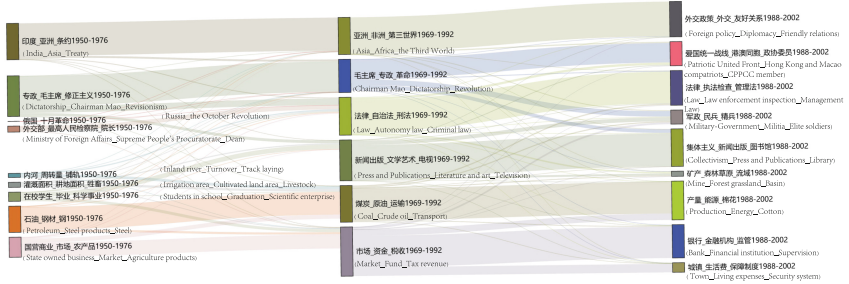 印度_亚洲_条约1950-1976
( India_Asia_Treaty)
专政_毛主席_修正主义1950-1976
( Dictatorship_Chairman Mao_Revisionism)
俄国_十月革命1950-1976
( Russia_the October Revolution)
外交部_最高人民检察院_院长1950-1976
( Ministry of Foreign Affairs_Supreme People's Procuratorate_Dean)
内河_周转量_铺轨1950-1976
( Inland river_Turnover_Track laying)
灌溉面积_耕地面积_牲畜1950-1976
( Irrigation area_Cultivated land area_Livestock)
在校学生_毕业_科学事业1950-1976
( Students in school_Graduation_Scientific enterprise)
石油_钢材_钢1950-1976
( Petroleum_Steel products_Steel)
国营商业_市场_农产品1950-1976
( State owned business_Market_Agriculture products)
亚洲_非洲_第三世界1969-1992
( Asia_Africa_the Third World)
毛主席_专政_革命1969-1992
(Chairman Mao_Dictatorship_Revolution)
法律_自治法_刑法1969-1992
( Law_Autonomy law_Criminal law)
新闻出版_文学艺术_电视1969-1992
( Press and Publications_Literature and art_Television)
煤炭_原油_运输1969-1992
( Coal_Crude oil_Transport)
市场_资金_税收1969-1992
(Market_Fund_Tax revenue)
外交政策_外交_友好关系1988-2002
( Foreign policy_Diplomacy_Friendly relations)
爱国统一战线_港澳同胞_政协委员1988-2002
( Patriotic United Front_Hong Kong and Macao
compatriots_CPPCC member)
法律_执法检查_管理法1988-2002
(Law_Law enforcement inspection_Management
Law)
军政_民兵_精兵1988-2002
( Military-Government_Militia_Elite soldiers)
集体主义_新闻出版_图书馆1988-2002
(Collectivism_Press and Publications_Library)
矿产_森林草原_流域1988-2002
(Mine_Forest grassland_Basin)
产量_能源_棉花1988-2002
( Production_Energy_Cotton)
银行_金融机构_监管1988-2002
(Bank_Financial institution_Supervision)
城镇_生活费_保障制度1988-2002
( Town_Living expenses_Security system)